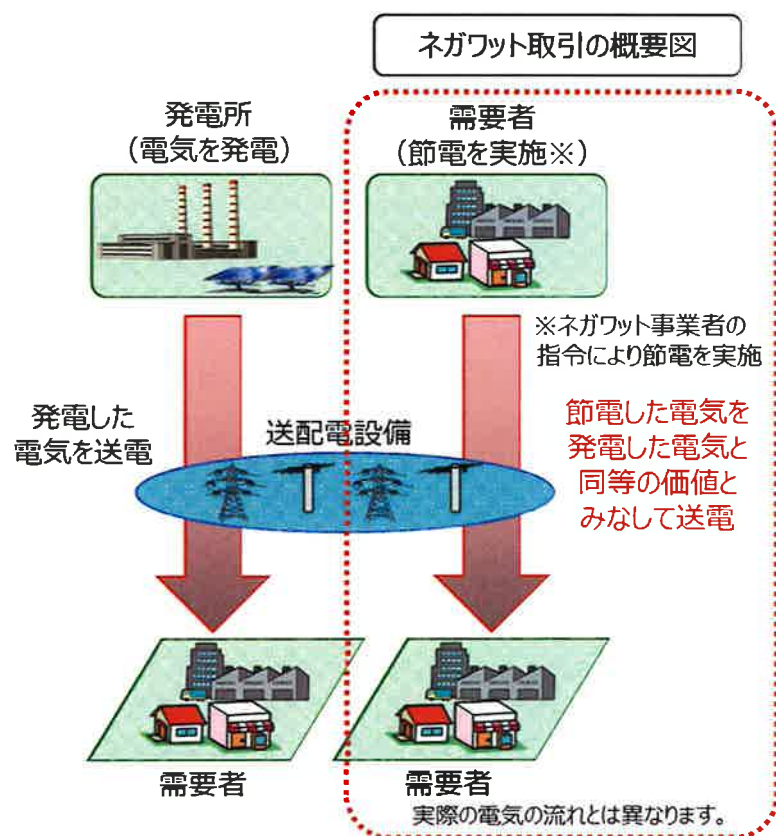 ネガワット取引の概要図
発電所
（電気を発電）
需要者
（節電を実施※）
※ネガワット事業者の
指令により節電を実施
発電した
電気を送電
送配電設備
節電した電気を
発電した電気と
同等の価値と
みなして送電
需要者
需要者
実際の電気の流れとは異なります。